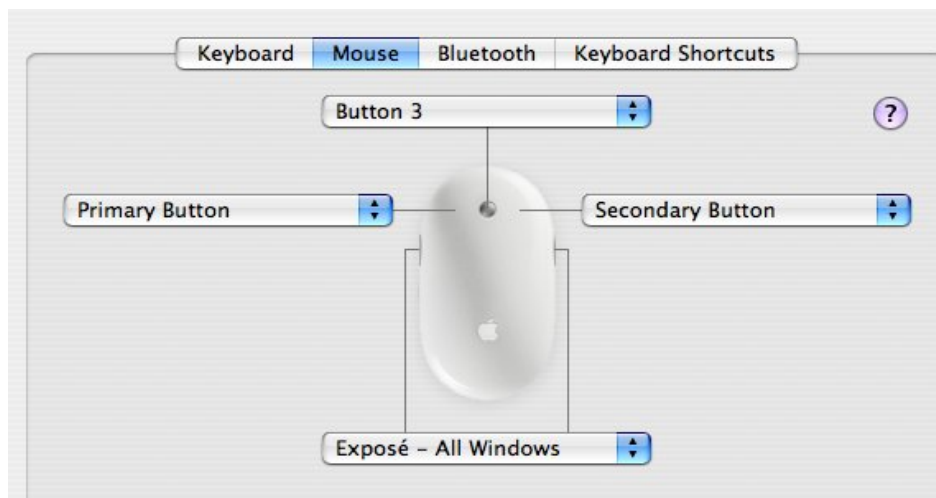 Keyboard Mouse Bluetooth Keyboard Shortcuts
Button 3
?
Primary Button
Secondary Button
Exposé – All Windows